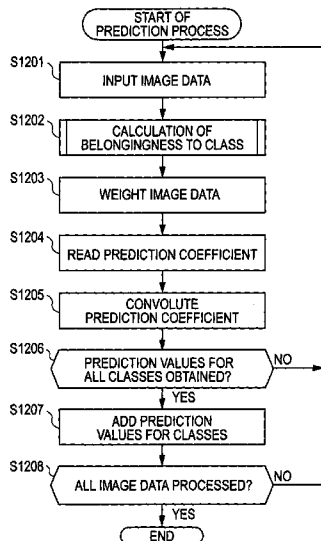 START OF
PREDICTION PROCESS
S1201
INPUT IMAGE DATA
S1202
CALCULATION OF
BELONGINGNESS TO CLASS
S1203
WEIGHT IMAGE DATA
S1204
READ PREDICTION COEFFICIENT
S1205
CONVOLUTE
PREDICTION COEFFICIENT
S1206
PREDICTION VALUES FOR
ALL CLASSES OBTAINED?
NO
YES
S1207
ADD PREDICTION
VALUES FOR CLASSES
S1208
ALL IMAGE DATA PROCESSED?
NO
YES
END